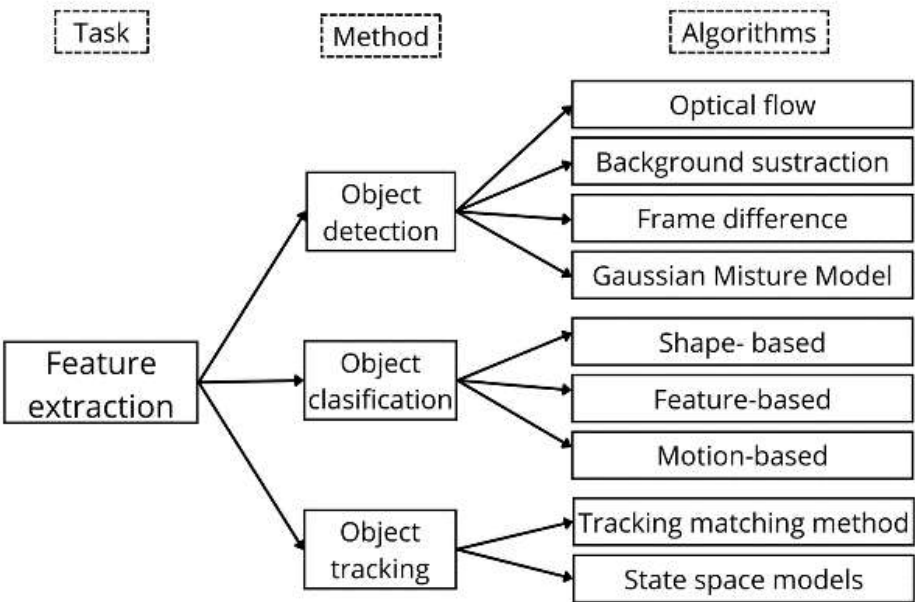 Task
Method
Algorithms
Feature
extraction
Object
detection
Optical flow
Background sustraction
Frame difference
Gaussian Misture Model
Object
clasification
Shape- based
Feature-based
Motion-based
Object
tracking
Tracking matching method
State space models